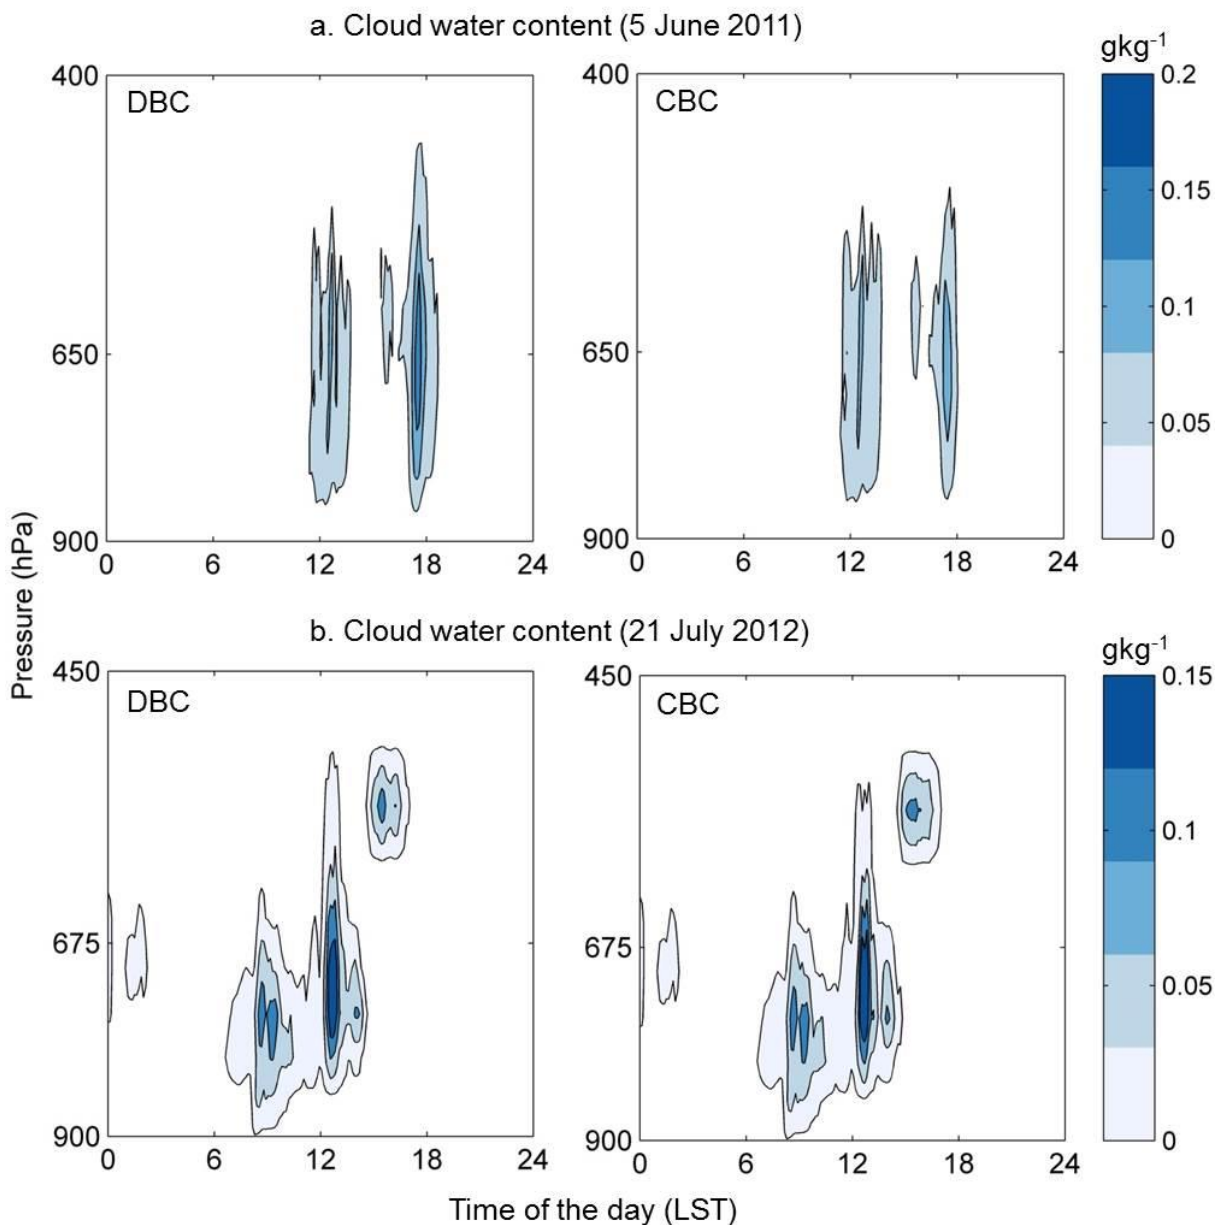 a. Cloud water content (5 June 2011)
gkg⁻¹
400
DBC
650
900
0 6 12 18 24
400
CBC
650
900
0 6 12 18 24
0.2
0.15
0.1
0.05
0
Pressure (hPa)
b. Cloud water content (21 July 2012)
gkg⁻¹
450
DBC
675
900
0 6 12 18 24
450
CBC
675
900
0 6 12 18 24
0.15
0.1
0.05
0
Time of the day (LST)